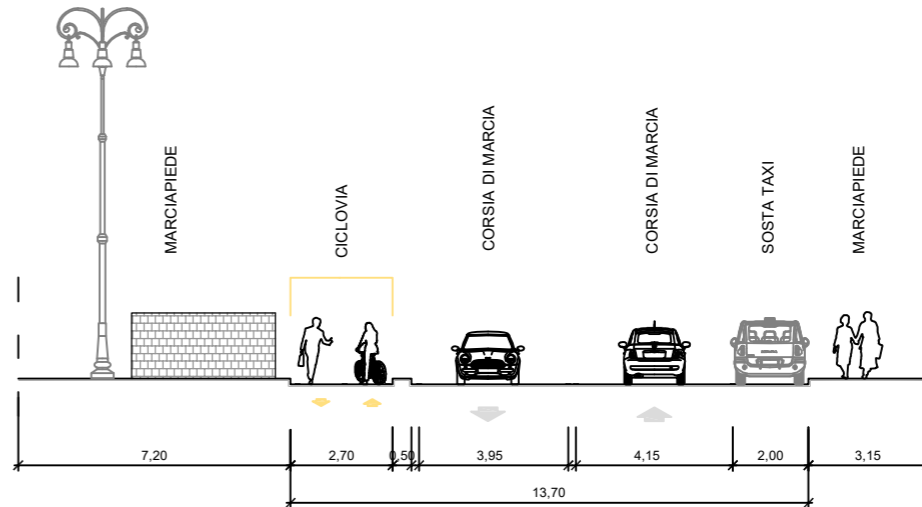 MARCIAPIEDE
CICLOVIA
CORSIA DI MARCIA
CORSIA DI MARCIA
SOSTA TAXI
MARCIAPIEDE
7,20
2,70
0,50
3,95
4,15
2,00
3,15
13,70